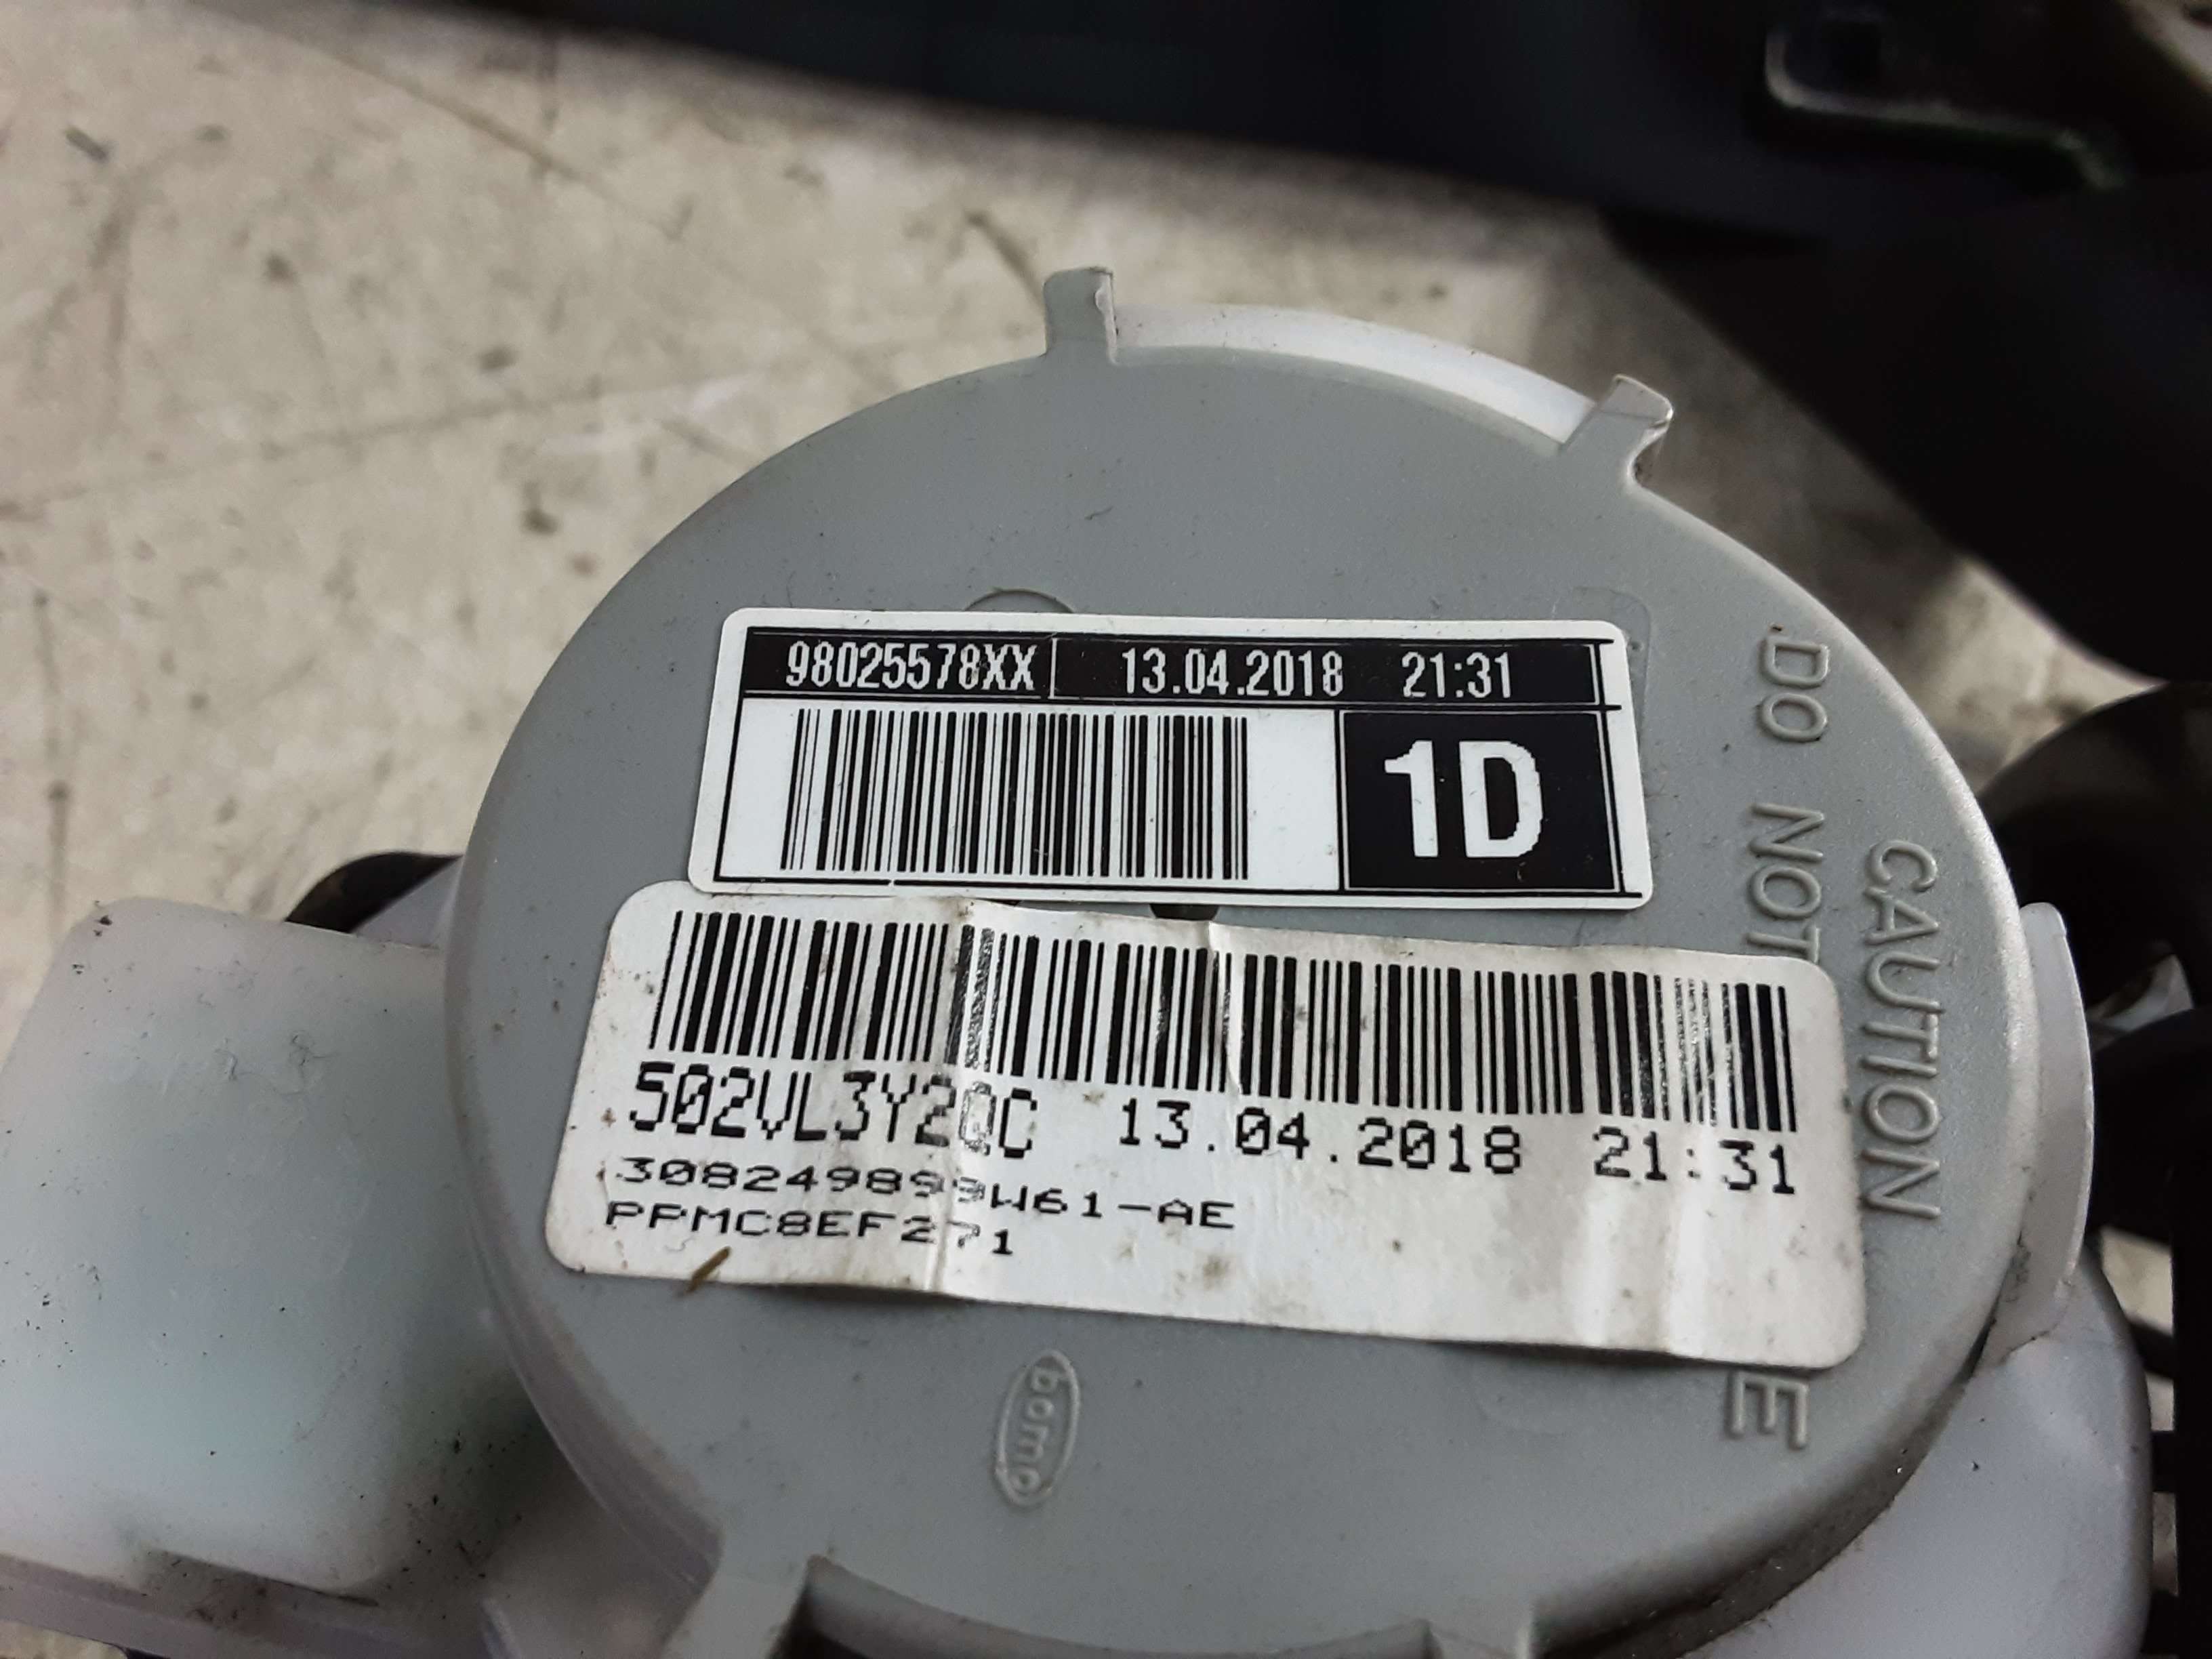 98025578XX 13.04.2018 21:31
1D
502VL3Y2QC 13.04.2018 21:31
308249899W61-AE
PPMC8EF271
CAUTION
DO NOT
bomo